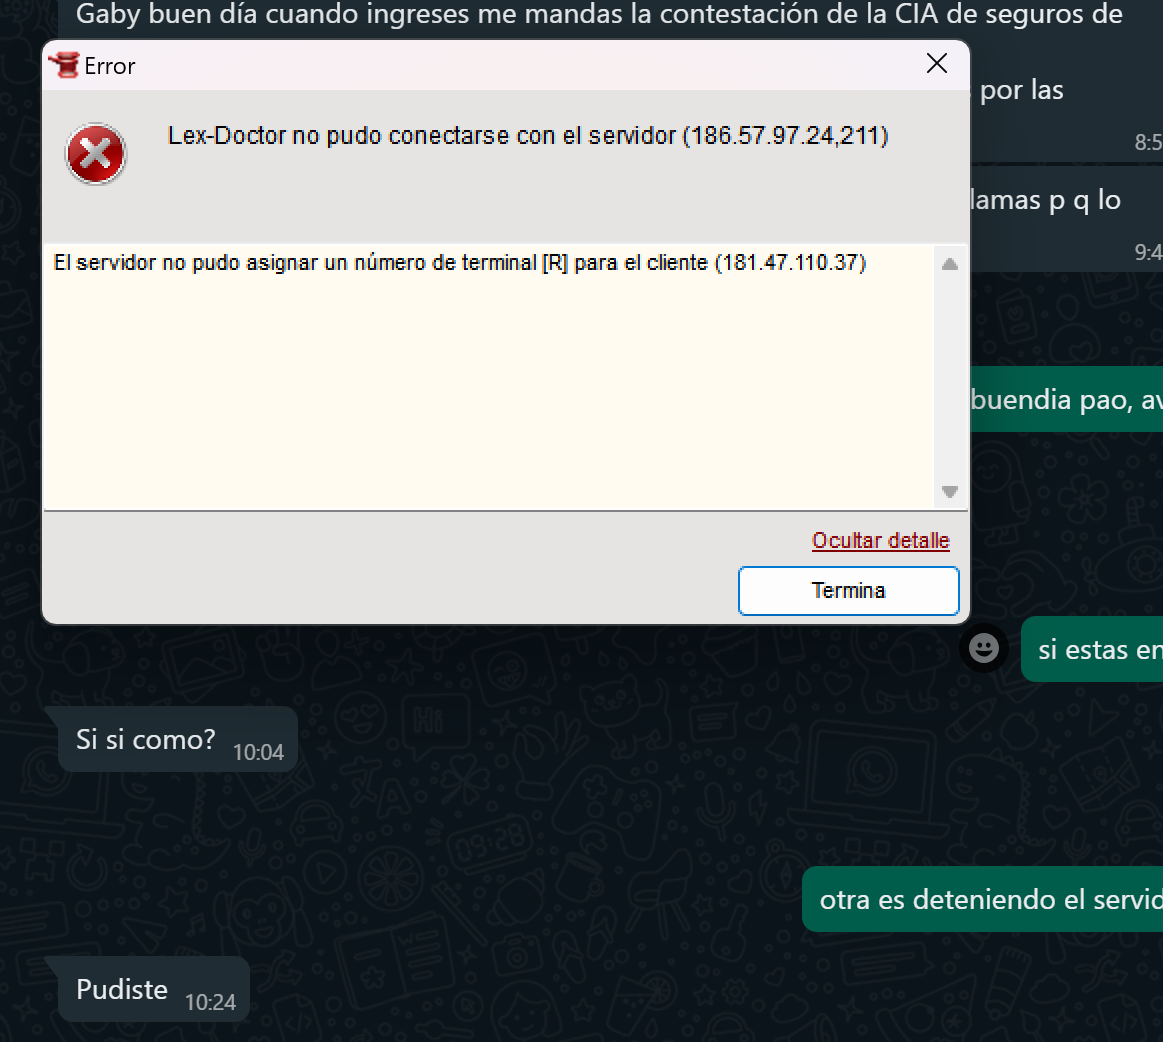 Gaby buen día cuando ingreses me mandas la contestación de la CIA de seguros de
Error
por las
Lex-Doctor no pudo conectarse con el servidor (186.57.97.24,211)
8:5
lamas p q lo
9:4
El servidor no pudo asignar un número de terminal [R] para el cliente (181.47.110.37)
buendia pao, av
Ocultar detalle
Termina
si estas en
Si si como? 10:04
otra es deteniendo el servid
Pudiste 10:24